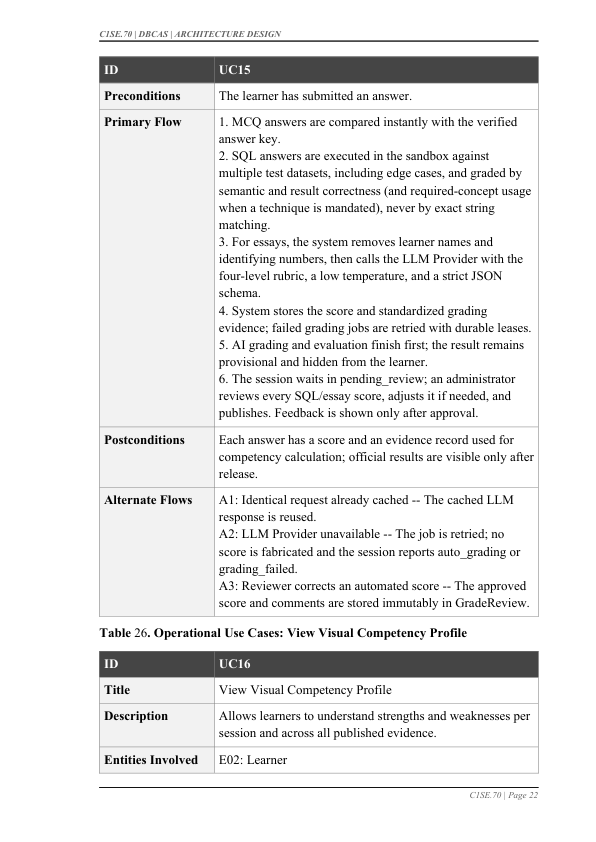 C1SE.70 | DBCAS | ARCHITECTURE DESIGN
ID UC15
Preconditions The learner has submitted an answer.
Primary Flow 1. MCQ answers are compared instantly with the verified
answer key.
2. SQL answers are executed in the sandbox against
multiple test datasets, including edge cases, and graded by
semantic and result correctness (and required-concept usage
when a technique is mandated), never by exact string
matching.
3. For essays, the system removes learner names and
identifying numbers, then calls the LLM Provider with the
four-level rubric, a low temperature, and a strict JSON
schema.
4. System stores the score and standardized grading
evidence; failed grading jobs are retried with durable leases.
5. AI grading and evaluation finish first; the result remains
provisional and hidden from the learner.
6. The session waits in pending_review; an administrator
reviews every SQL/essay score, adjusts it if needed, and
publishes. Feedback is shown only after approval.
Postconditions Each answer has a score and an evidence record used for
competency calculation; official results are visible only after
release.
Alternate Flows A1: Identical request already cached -- The cached LLM
response is reused.
A2: LLM Provider unavailable -- The job is retried; no
score is fabricated and the session reports auto_grading or
grading_failed.
A3: Reviewer corrects an automated score -- The approved
score and comments are stored immutably in GradeReview.
Table 26. Operational Use Cases: View Visual Competency Profile
ID UC16
Title View Visual Competency Profile
Description Allows learners to understand strengths and weaknesses per
session and across all published evidence.
Entities Involved E02: Learner
C1SE.70 | Page 22